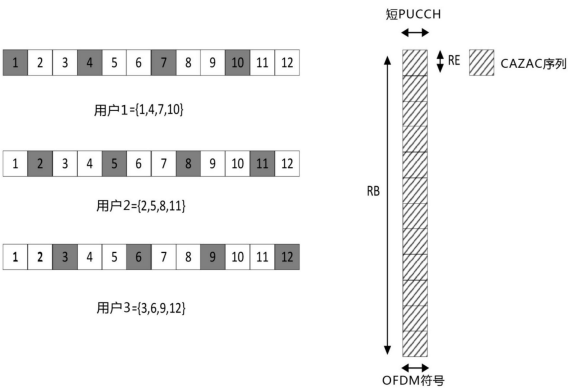 短PUCCH
1 2 3 4 5 6 7 8 9 10 11 12
RE
CAZAC序列
用户1={1,4,7,10}
1 2 3 4 5 6 7 8 9 10 11 12
RB
用户2={2,5,8,11}
1 2 3 4 5 6 7 8 9 10 11 12
用户3={3,6,9,12}
OFDM符号